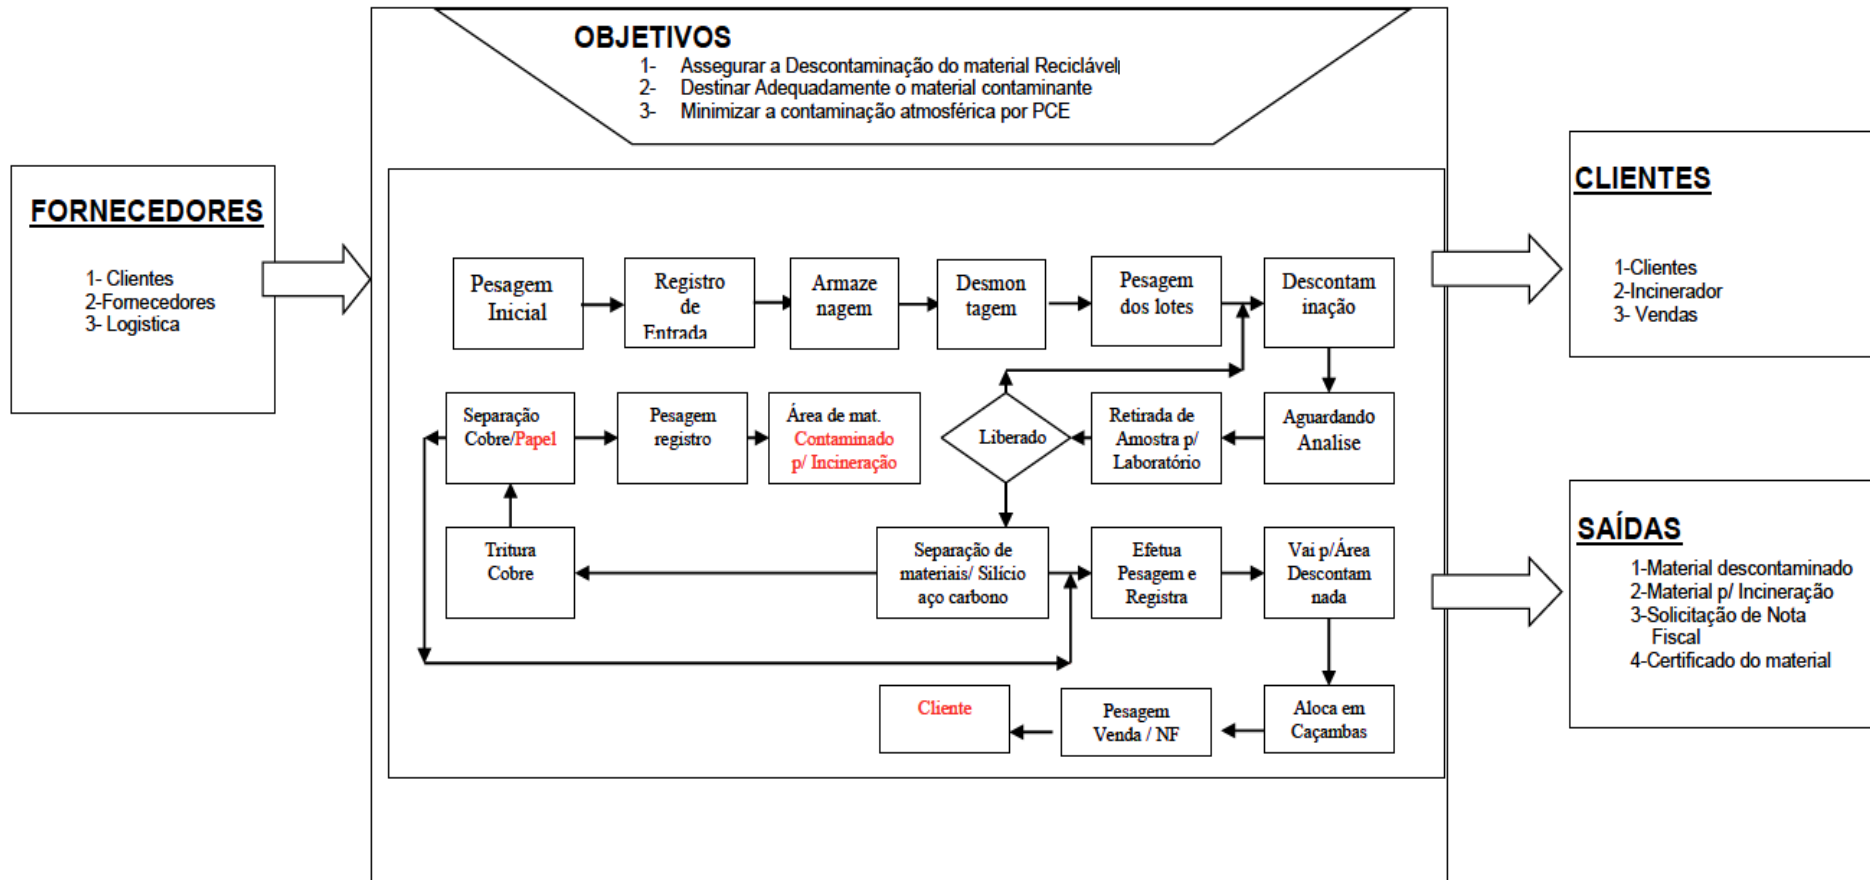 OBJETIVOS
1- Assegurar a Descontaminação do material Reciclável
2- Destinar Adequadamente o material contaminante
3- Minimizar a contaminação atmosférica por PCE
FORNECEDORES
1- Clientes
2-Fornecedores
3- Logistica
Pesagem
Inicial
Registro
de
Entrada
Armaze
nagem
Desmon
tagem
Pesagem
dos lotes
Descontam
inação
Separação
Cobre/Papel
Pesagem
registro
Área de mat.
Contaminado
p/ Incineração
Liberado
Retirada de
Amostra p/
Laboratório
Aguardando
Analise
Tritura
Cobre
Separação de
materiais/ Silício
aço carbono
Efetua
Pesagem e
Registra
Vai p/Área
Descontam
nada
Cliente
Pesagem
Venda / NF
Aloca em
Caçambas
CLIENTES
1-Clientes
2-Incinerador
3- Vendas
SAÍDAS
1-Material descontaminado
2-Material p/ Incineração
3-Solicitação de Nota
Fiscal
4-Certificado do material